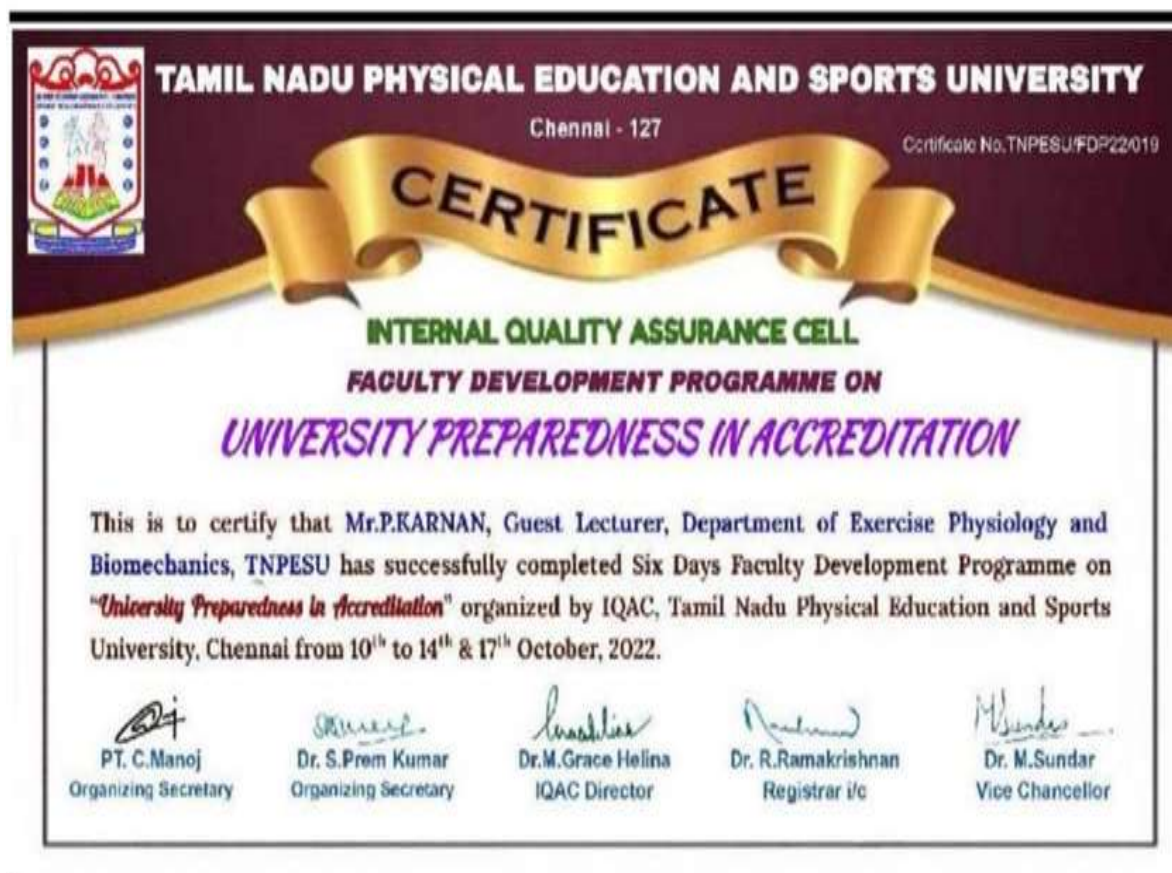 TAMIL NADU PHYSICAL EDUCATION AND SPORTS UNIVERSITY
Chennai - 127
Certificate No.TNPESU/FDP22/019
CERTIFICATE
INTERNAL QUALITY ASSURANCE CELL
FACULTY DEVELOPMENT PROGRAMME ON
UNIVERSITY PREPAREDNESS IN ACCREDITATION
This is to certify that Mr.P.KARNAN, Guest Lecturer, Department of Exercise Physiology and
Biomechanics, TNPESU has successfully completed Six Days Faculty Development Programme on
"University Preparedness in Accreditation" organized by IQAC, Tamil Nadu Physical Education and Sports
University, Chennai from 10th to 14th & 17th October, 2022.
PT. C.Manoj
Organizing Secretary
Dr. S.Prem Kumar
Organizing Secretary
Dr.M.Grace Helina
IQAC Director
Dr. R.Ramakrishnan
Registrar i/c
Dr. M.Sundar
Vice Chancellor